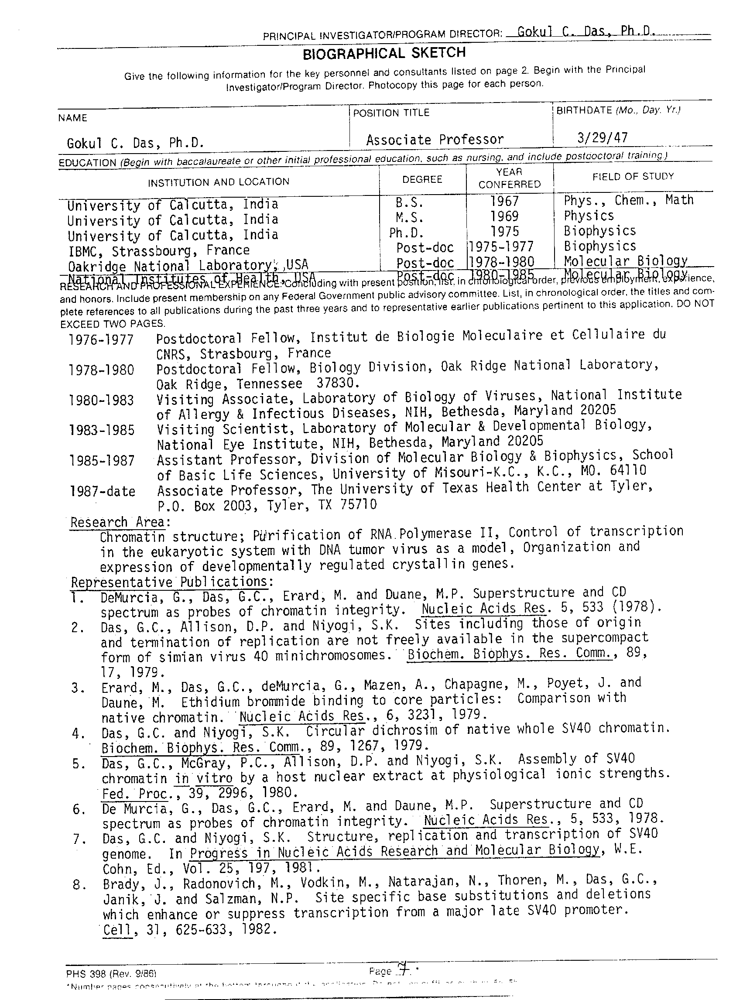 PRINCIPAL INVESTIGATOR/PROGRAM DIRECTOR: Gokul C. Das, Ph.D.
BIOGRAPHICAL SKETCH
Give the following information for the key personnel and consultants listed on page 2. Begin with the Principal
Investigator/Program Director. Photocopy this page for each person.
NAME POSITION TITLE BIRTHDATE (Mo., Day. Yr.)
Gokul C. Das, Ph.D. Associate Professor 3/29/47
EDUCATION (Begin with baccalaureate or other initial professional education, such as nursing, and include postdoctoral training.)
INSTITUTION AND LOCATION DEGREE YEAR CONFERRED FIELD OF STUDY
University of Calcutta, India B.S. 1967 Phys., Chem., Math
University of Calcutta, India M.S. 1969 Physics
University of Calcutta, India Ph.D. 1975 Biophysics
IBMC, Strassbourg, France Post-doc 1975-1977 Biophysics
Oakridge National Laboratory, USA Post-doc 1978-1980 Molecular Biology
National Institutes of Health, USA Post-doc 1980-1985 Molecular Biology
RESEARCH AND PROFESSIONAL EXPERIENCE: Concluding with present position, list, in chronological order, previous employment, experience,
and honors. Include present membership on any Federal Government public advisory committee. List, in chronological order, the titles and com-
plete references to all publications during the past three years and to representative earlier publications pertinent to this application. DO NOT
EXCEED TWO PAGES.
1976-1977 Postdoctoral Fellow, Institut de Biologie Moleculaire et Cellulaire du
CNRS, Strasbourg, France
1978-1980 Postdoctoral Fellow, Biology Division, Oak Ridge National Laboratory,
Oak Ridge, Tennessee 37830.
1980-1983 Visiting Associate, Laboratory of Biology of Viruses, National Institute
of Allergy & Infectious Diseases, NIH, Bethesda, Maryland 20205
1983-1985 Visiting Scientist, Laboratory of Molecular & Developmental Biology,
National Eye Institute, NIH, Bethesda, Maryland 20205
1985-1987 Assistant Professor, Division of Molecular Biology & Biophysics, School
of Basic Life Sciences, University of Misouri-K.C., K.C., MO. 64110
1987-date Associate Professor, The University of Texas Health Center at Tyler,
P.O. Box 2003, Tyler, TX 75710
Research Area:
Chromatin structure; Purification of RNA Polymerase II, Control of transcription
in the eukaryotic system with DNA tumor virus as a model, Organization and
expression of developmentally regulated crystallin genes.
Representative Publications:
1. DeMurcia, G., Das, G.C., Erard, M. and Duane, M.P. Superstructure and CD
spectrum as probes of chromatin integrity. Nucleic Acids Res. 5, 533 (1978).
2. Das, G.C., Allison, D.P. and Niyogi, S.K. Sites including those of origin
and termination of replication are not freely available in the supercompact
form of simian virus 40 minichromosomes. Biochem. Biophys. Res. Comm., 89,
17, 1979.
3. Erard, M., Das, G.C., deMurcia, G., Mazen, A., Chapagne, M., Poyet, J. and
Daune, M. Ethidium brommide binding to core particles: Comparison with
native chromatin. Nucleic Acids Res., 6, 3231, 1979.
4. Das, G.C. and Niyogi, S.K. Circular dichrosim of native whole SV40 chromatin.
Biochem. Biophys. Res. Comm., 89, 1267, 1979.
5. Das, G.C., McGray, P.C., Allison, D.P. and Niyogi, S.K. Assembly of SV40
chromatin in vitro by a host nuclear extract at physiological ionic strengths.
Fed. Proc., 39, 2996, 1980.
6. De Murcia, G., Das, G.C., Erard, M. and Daune, M.P. Superstructure and CD
spectrum as probes of chromatin integrity. Nucleic Acids Res., 5, 533, 1978.
7. Das, G.C. and Niyogi, S.K. Structure, replication and transcription of SV40
genome. In Progress in Nucleic Acids Research and Molecular Biology, W.E.
Cohn, Ed., Vol. 25, 197, 1981.
8. Brady, J., Radonovich, M., Vodkin, M., Natarajan, N., Thoren, M., Das, G.C.,
Janik, J. and Salzman, N.P. Site specific base substitutions and deletions
which enhance or suppress transcription from a major late SV40 promoter.
Cell, 31, 625-633, 1982.
PHS 398 (Rev. 9/86) Page 7 *
*Number pages consecutively at the bottom throughout the application.